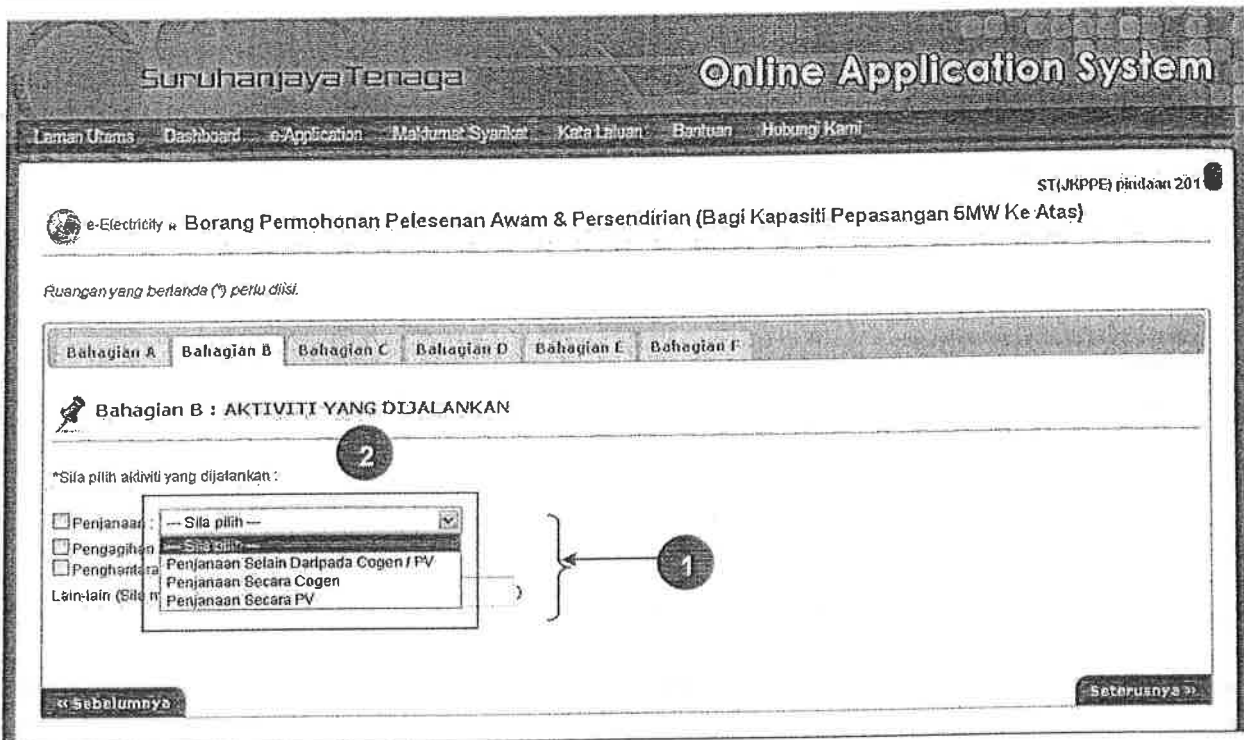 Suruhanjaya Tenaga
Online Application System
Laman Utama Dashboard e-Application Maklumat Syarikat Kata Laluan Bantuan Hubungi Kami
ST(JKPPE) pindaan 201
e-Electricity » Borang Permohonan Pelesenan Awam & Persendirian (Bagi Kapasiti Pepasangan 5MW Ke Atas)
Ruangan yang bertanda (*) perlu diisi.
Bahagian A Bahagian B Bahagian C Bahagian D Bahagian E Bahagian F
Bahagian B : AKTIVITI YANG DIJALANKAN
2
*Sila pilih aktiviti yang dijalankan :
Penjanaan : --- Sila pilih ---
Pengagihan --- Sila pilih ---
Penghantara Penjanaan Selain Daripada Cogen / PV
Penjanaan Secara Cogen
1
Lain-lain (Sila n Penjanaan Secara PV )
« Sebelumnya
Seterusnya »